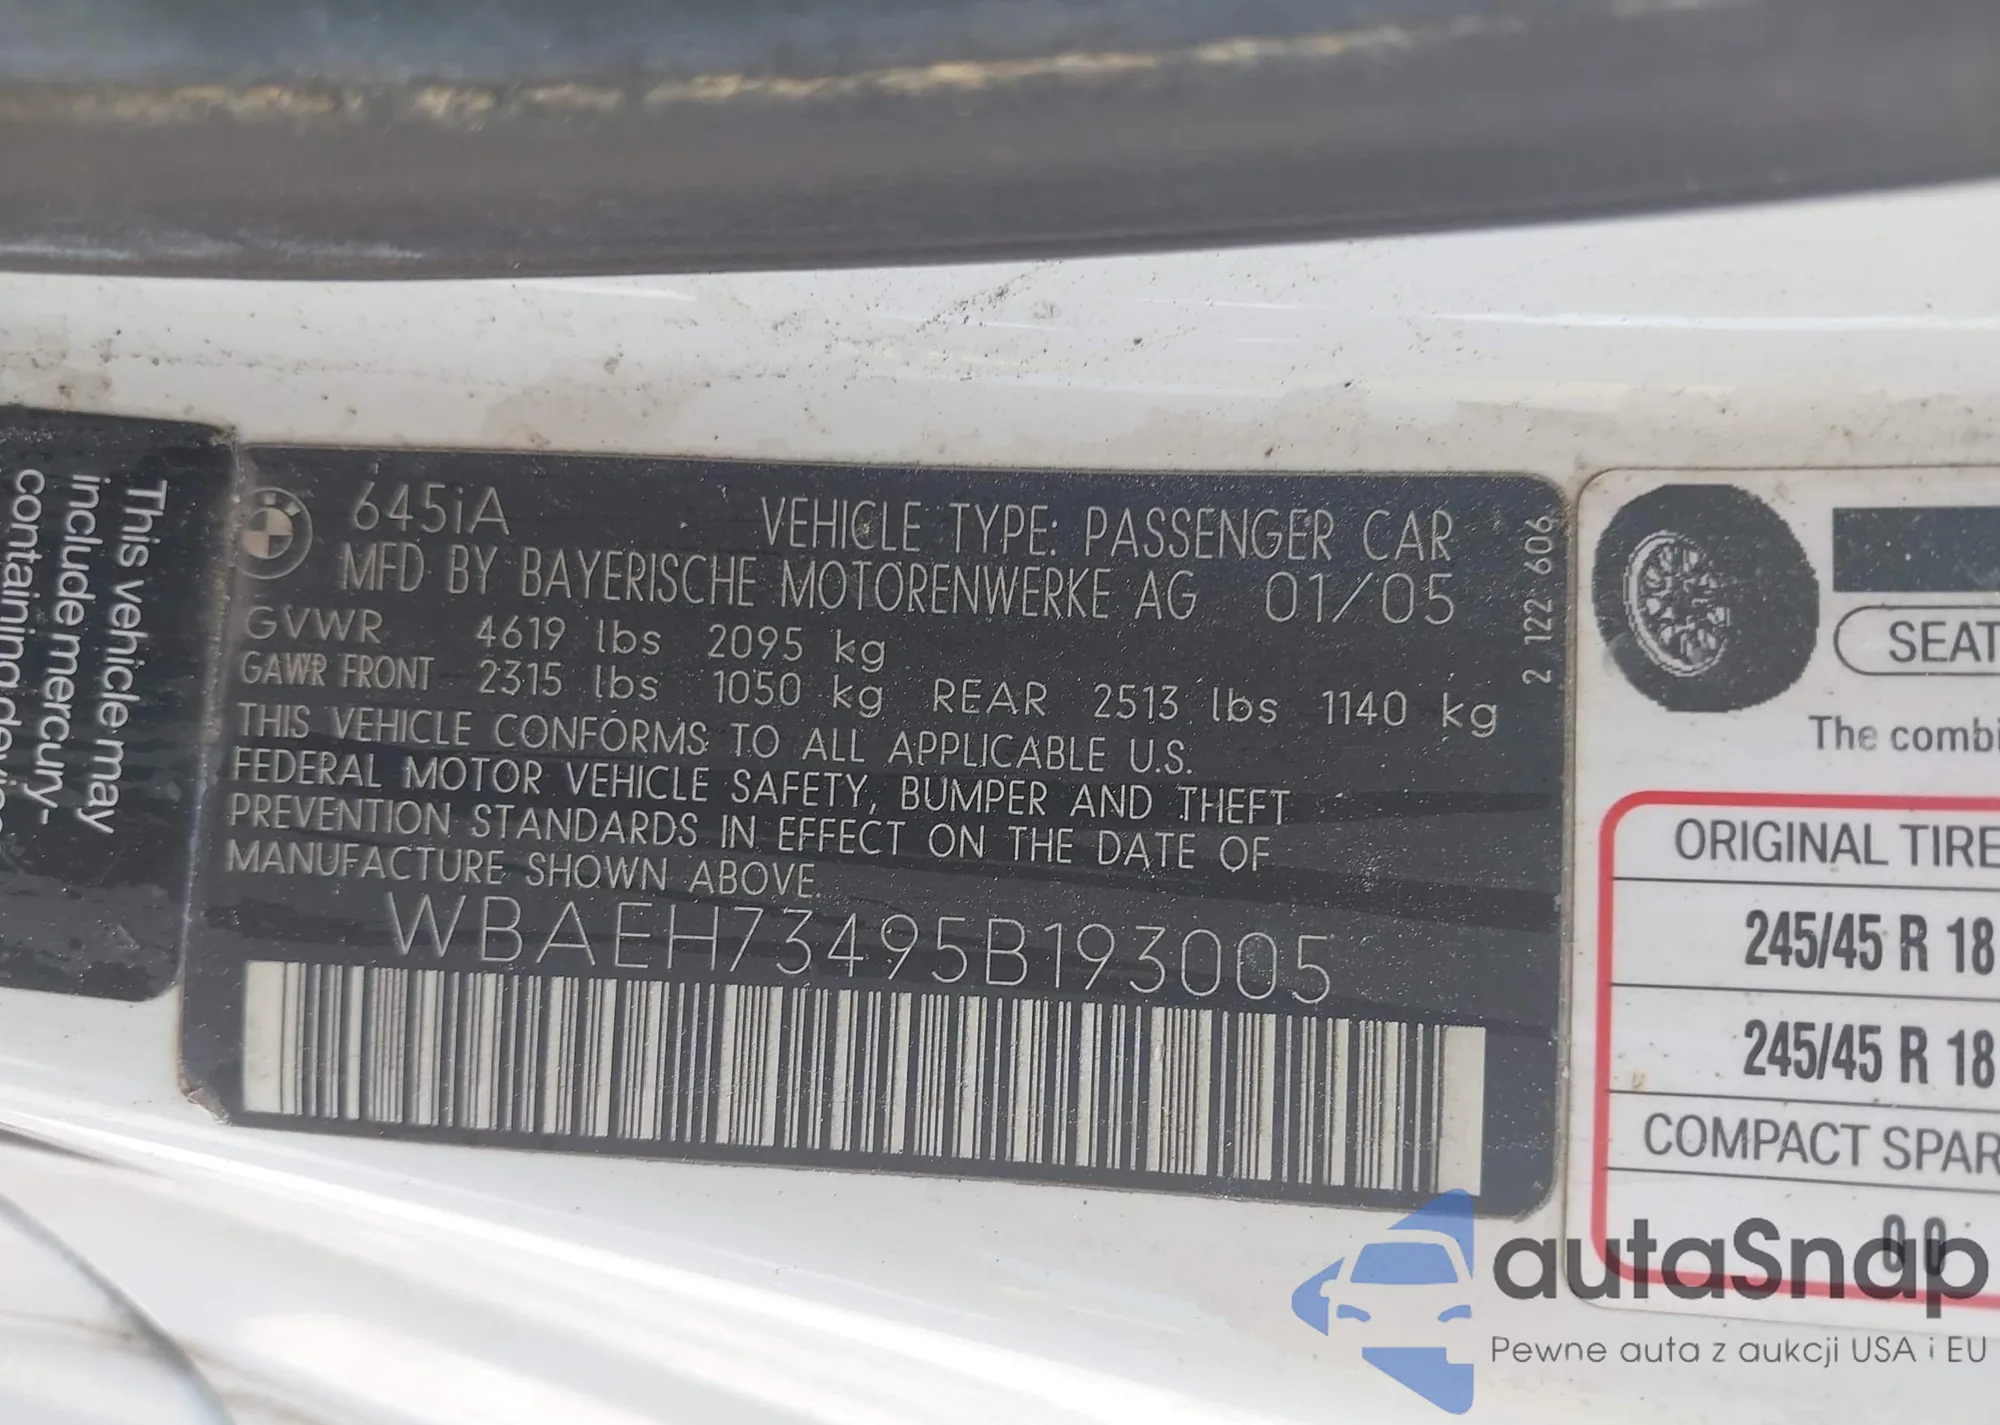 This vehicle may
include mercury-
containing
645iA VEHICLE TYPE: PASSENGER CAR
MFD BY BAYERISCHE MOTORENWERKE AG 01/05
GVWR 4619 lbs 2095 kg
GAWR FRONT 2315 lbs 1050 kg REAR 2513 lbs 1140 kg
THIS VEHICLE CONFORMS TO ALL APPLICABLE U.S.
FEDERAL MOTOR VEHICLE SAFETY, BUMPER AND THEFT
PREVENTION STANDARDS IN EFFECT ON THE DATE OF
MANUFACTURE SHOWN ABOVE
WBAEH73495B193005
2 122 606
SEAT
The combi
ORIGINAL TIRE
245/45 R 18
245/45 R 18
COMPACT SPAR
autaSnap
Pewne auta z aukcji USA i EU